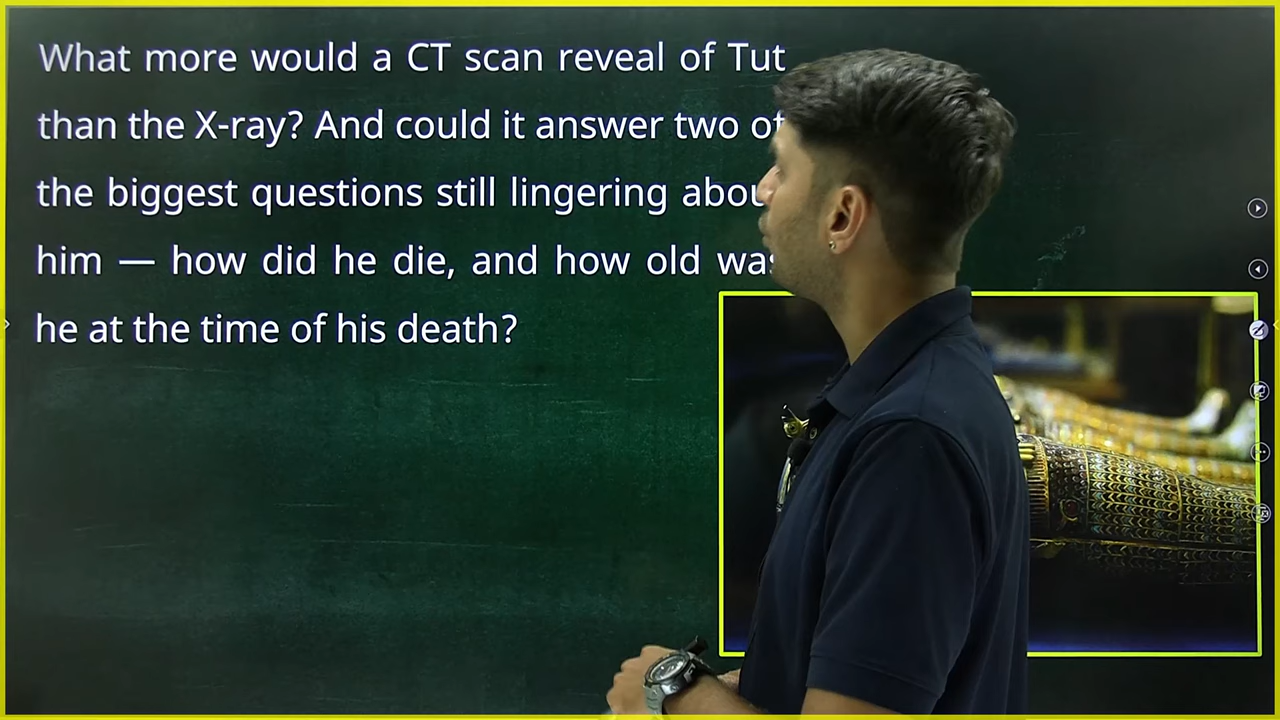 What more would a CT scan reveal of Tut
than the X-ray? And could it answer two of
the biggest questions still lingering about
him — how did he die, and how old was
he at the time of his death?